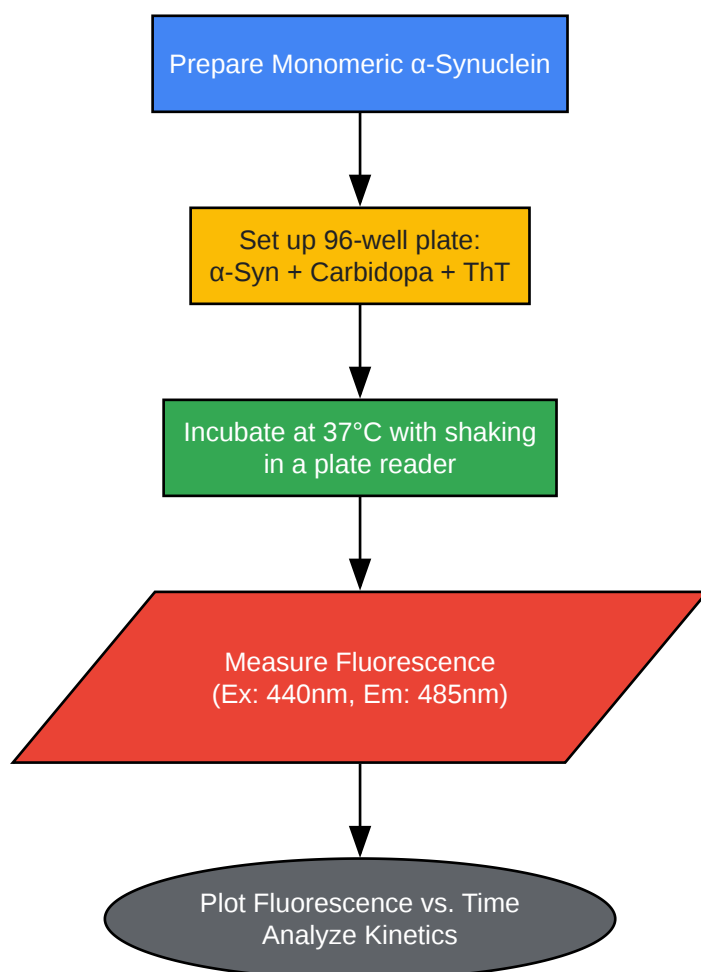 Prepare Monomeric α-Synuclein
Set up 96-well plate:
α-Syn + Carbidopa + ThT
Incubate at 37°C with shaking
in a plate reader
Measure Fluorescence
(Ex: 440nm, Em: 485nm)
Plot Fluorescence vs. Time
Analyze Kinetics